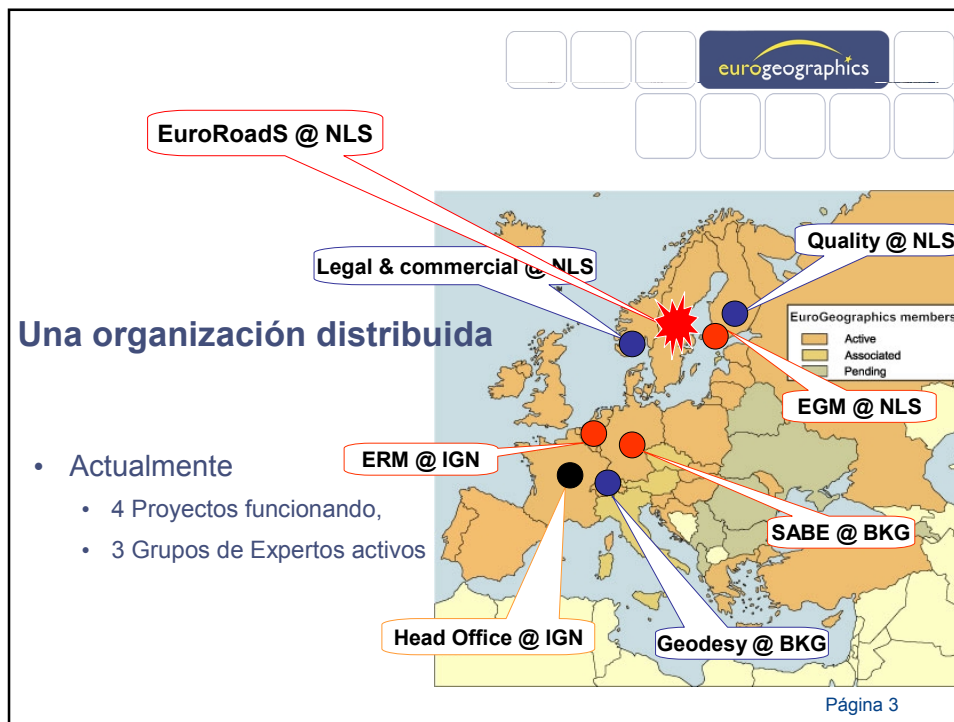 eurogeographics
EuroRoadS @ NLS
Legal & commercial @ NLS
Quality @ NLS
Una organización distribuida
EuroGeographics members
Active
Associated
Pending
EGM @ NLS
ERM @ IGN
• Actualmente
• 4 Proyectos funcionando,
• 3 Grupos de Expertos activos
SABE @ BKG
Head Office @ IGN
Geodesy @ BKG
Página 3